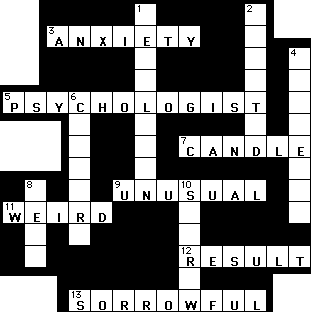 1 2
3 ANXIETY
4
5 6 PSYCHOLOGIST
7 CANDLE
8 9 10 UNUSUAL
11 WEIRD
12 RESULT
13 SORROWFUL